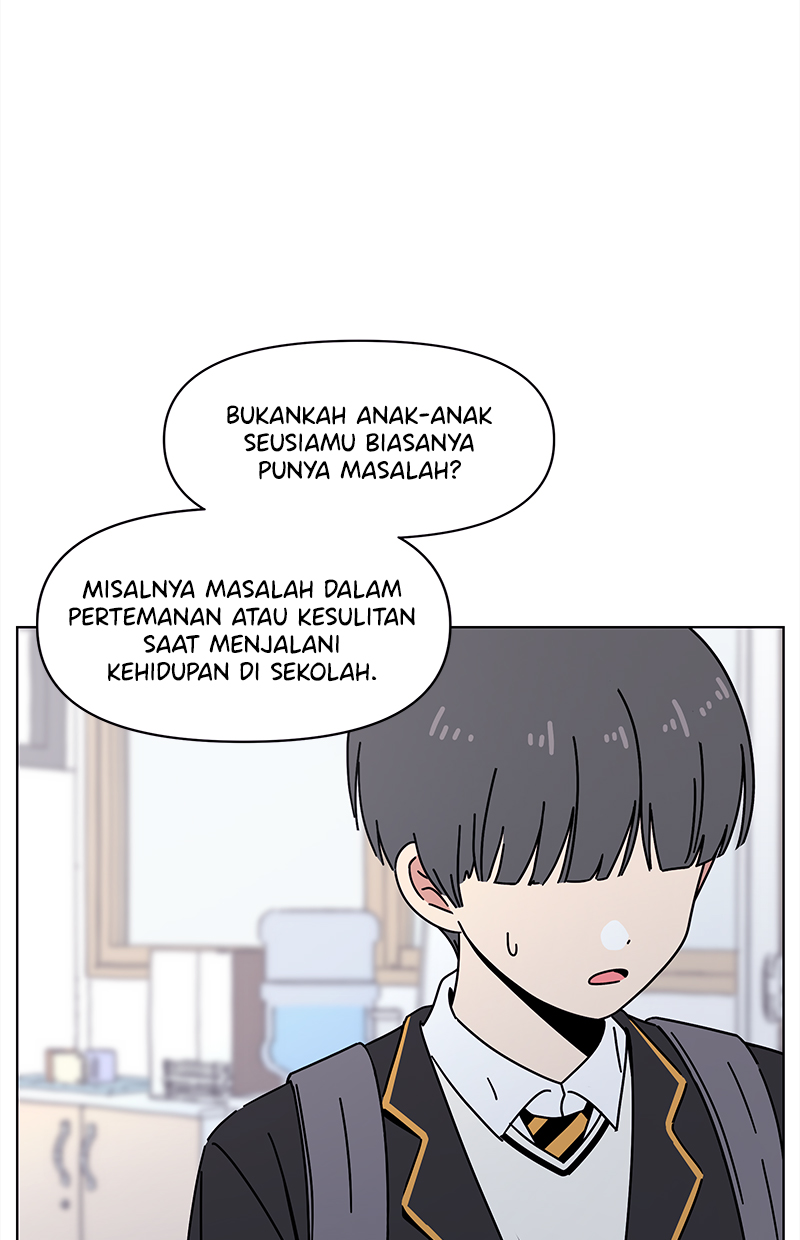 BUKANKAH ANAK-ANAK
SEUSIAMU BIASANYA
PUNYA MASALAH?
MISALNYA MASALAH DALAM
PERTEMANAN ATAU KESULITAN
SAAT MENJALANI
KEHIDUPAN DI SEKOLAH.